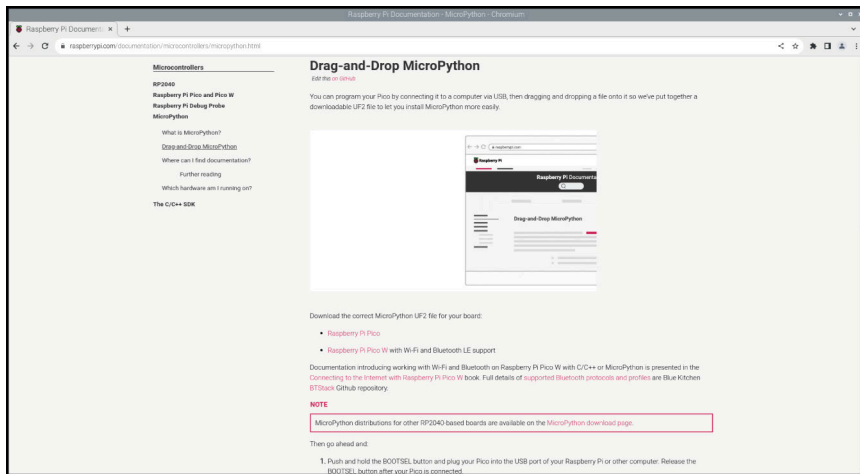 Raspberry Pi Documentation - MicroPython - Chromium
Raspberry Pi Documen
raspberrypi.com/documentation/microcontrollers/micropython.html
Microcontrollers
RP2040
Raspberry Pi Pico and Pico W
Raspberry Pi Debug Probe
MicroPython
What is MicroPython?
Drag-and-Drop MicroPython
Where can I find documentation?
Further reading
Which hardware am I running on?
The C/C++ SDK
Drag-and-Drop MicroPython
Edit this on GitHub
You can program your Pico by connecting it to a computer via USB, then dragging and dropping a file onto it so we've put together a
downloadable UF2 file to let you install MicroPython more easily.
raspberrypi.com
Raspberry Pi
Raspberry Pi Documenta
Drag-and-Drop MicroPython
Download the correct MicroPython UF2 file for your board:
• Raspberry Pi Pico
• Raspberry Pi Pico W with Wi-Fi and Bluetooth LE support
Documentation introducing working with Wi-Fi and Bluetooth on Raspberry Pi Pico W with C/C++ or MicroPython is presented in the
Connecting to the Internet with Raspberry Pi Pico W book. Full details of supported Bluetooth protocols and profiles are Blue Kitchen
BTStack Github repository.
NOTE
MicroPython distributions for other RP2040-based boards are available on the MicroPython download page.
Then go ahead and:
1. Push and hold the BOOTSEL button and plug your Pico into the USB port of your Raspberry Pi or other computer. Release the
BOOTSEL button after your Pico is connected.